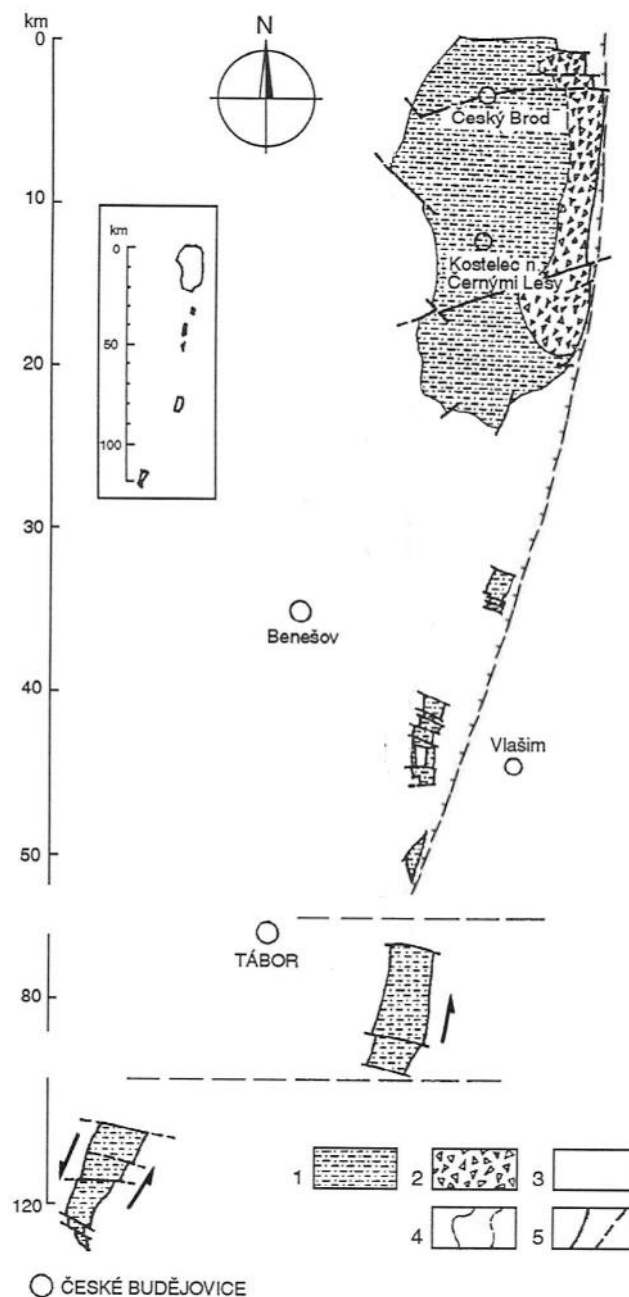 km
0
10
20
30
40
50
80
120
N
Český Brod
Kostelec n.
Černými Lesy
km
0
50
100
Benešov
Vlašim
TÁBOR
1
2
3
4
5
ČESKÉ BUDĚJOVICE